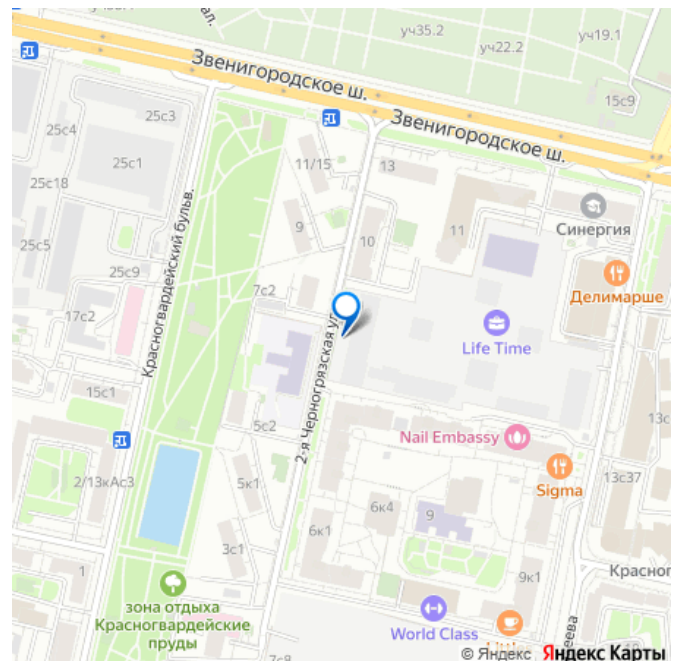 ал.
уч35.2
уч22.2
уч19.1
Звенигородское ш.
15с9
25с3
25с4
Звенигородское ш.
25с1
11/15
13
25с18
Синергия
9
10
11
25с5
25с9
7с2
Делимарше
17с2
Красногвардейский бульв.
2-я Черногрязская ул.
Life Time
15с1
5с2
Nail Embassy
13с
Sigma
2/13кАс3
5к1
6к4
9
13с37
6к1
3с1
1
9к1
Красног
зона отдыха
Красногвардейские
пруды
World Class
еева
7с8
© Яндекс Яндекс Карты